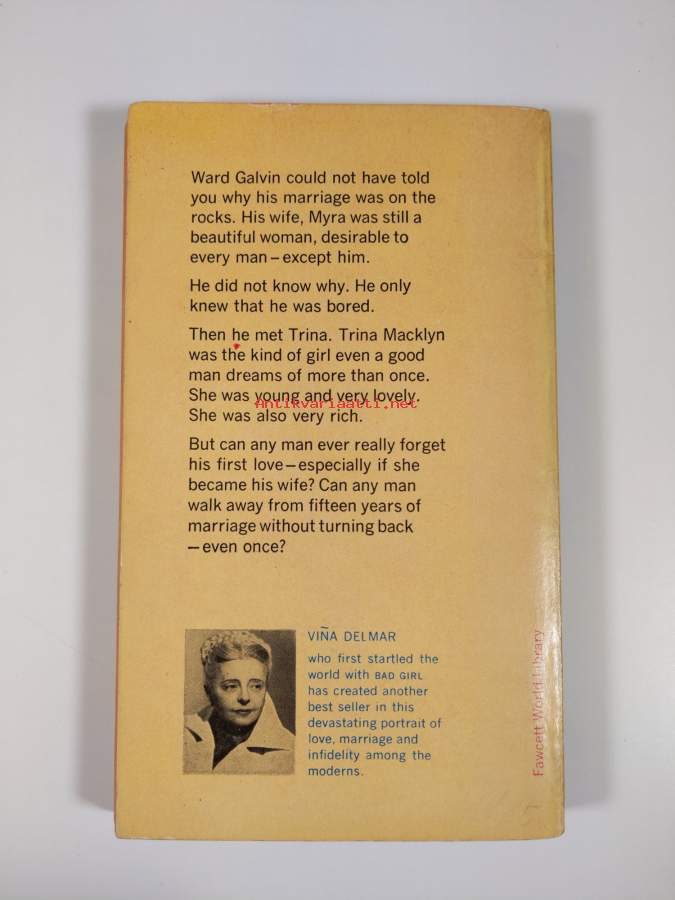 Ward Galvin could not have told
you why his marriage was on the
rocks. His wife, Myra was still a
beautiful woman, desirable to
every man – except him.
He did not know why. He only
knew that he was bored.
Then he met Trina. Trina Macklyn
was the kind of girl even a good
man dreams of more than once.
She was young and very lovely.
Antikvariaatti.net
She was also very rich.
But can any man ever really forget
his first love – especially if she
became his wife? Can any man
walk away from fifteen years of
marriage without turning back
– even once?
VIÑA DELMAR
who first startled the
world with BAD GIRL
has created another
best seller in this
devastating portrait of
love, marriage and
infidelity among the
moderns.
Fawcett World Library